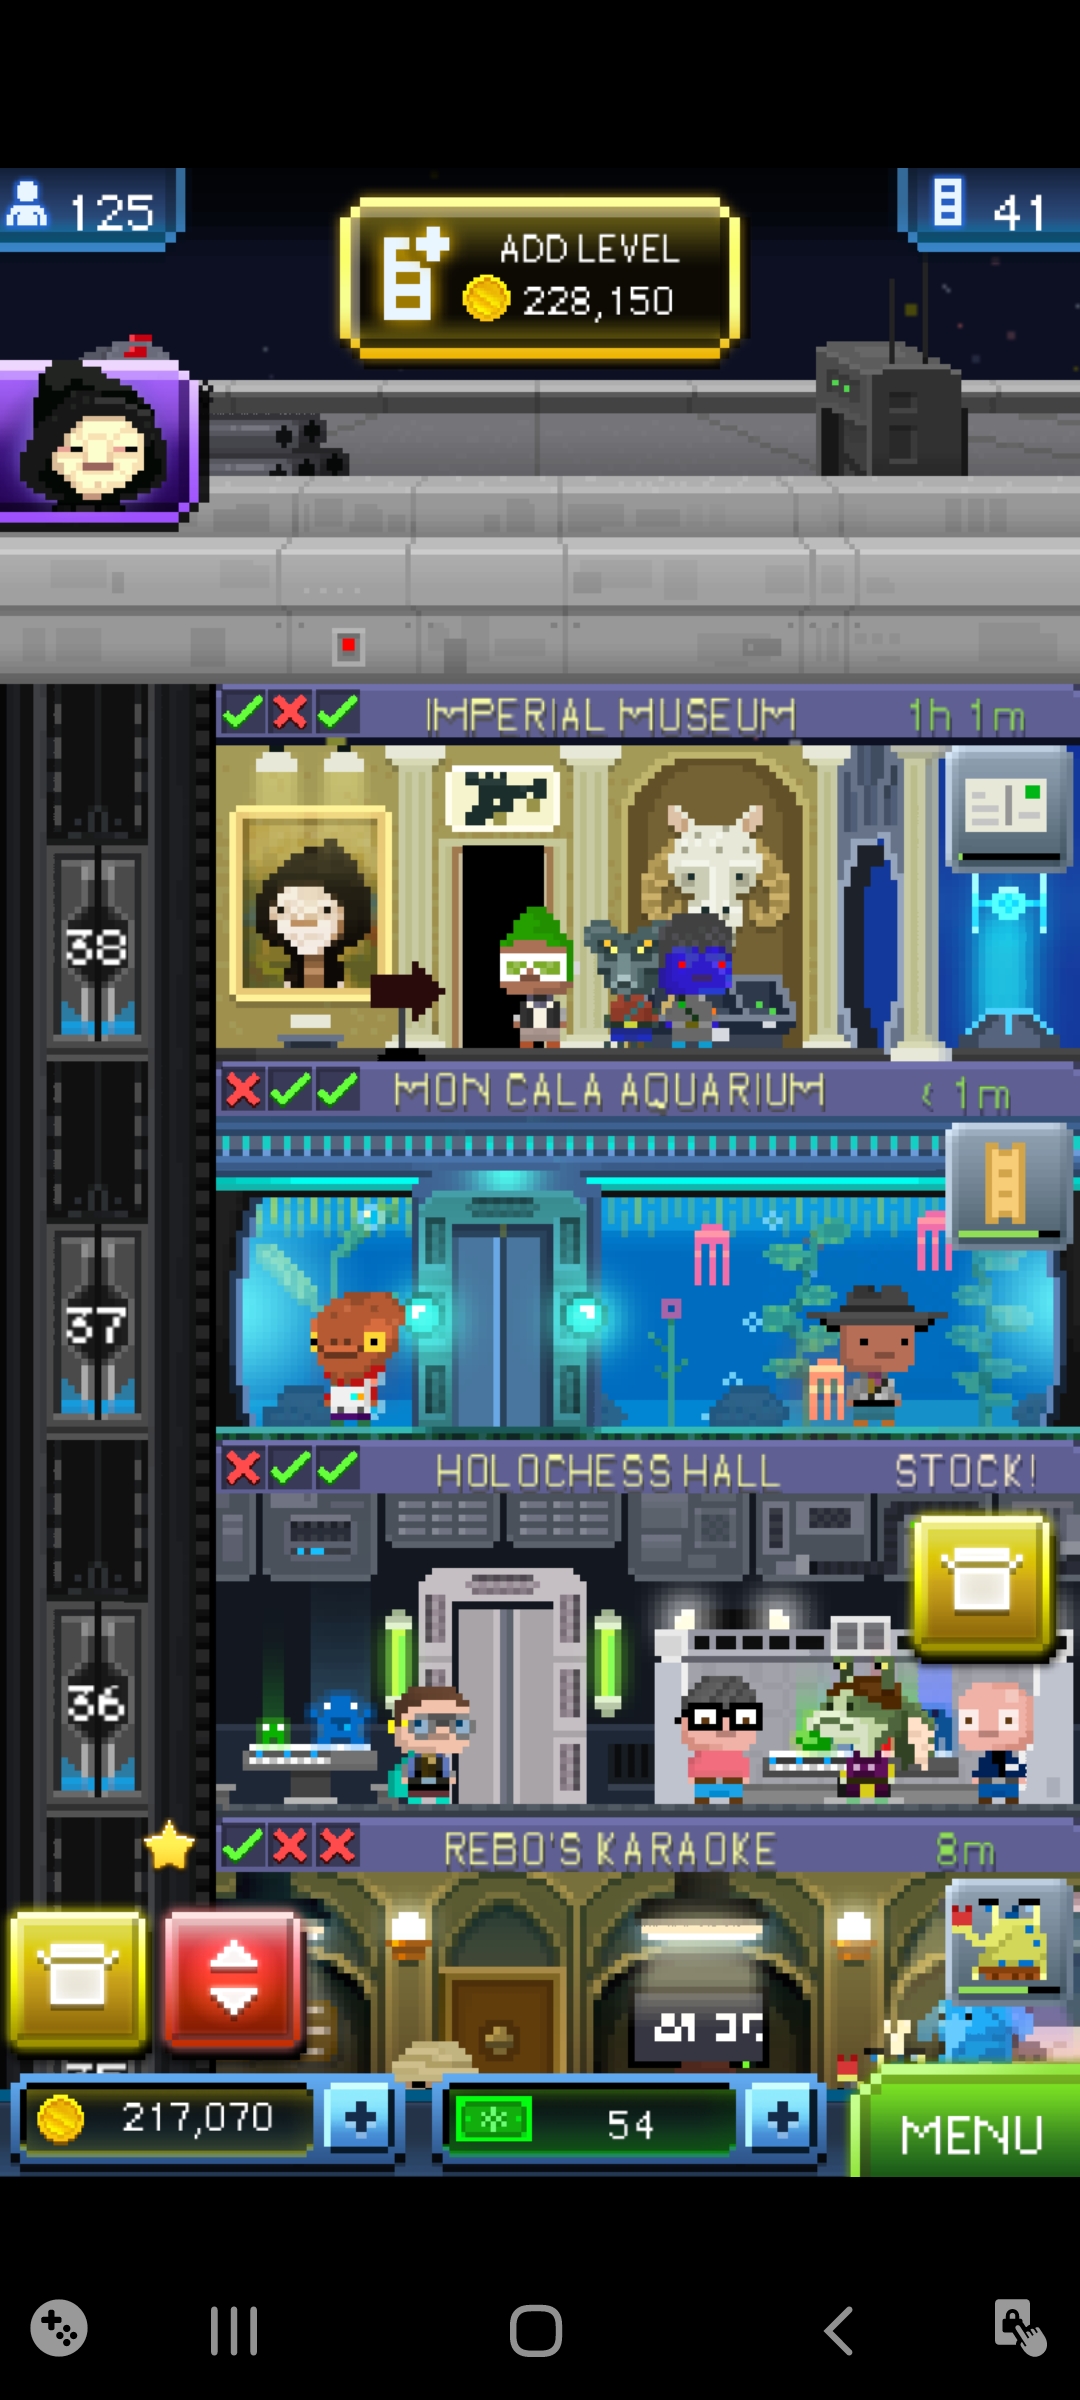 125
ADD LEVEL
228,150
41
IMPERIAL MUSEUM
1h 1m
38
MON CALA AQUARIUM
< 1m
37
HOLOCHESS HALL
STOCK!
36
REBO'S KARAOKE
8m
217,070
54
MENU